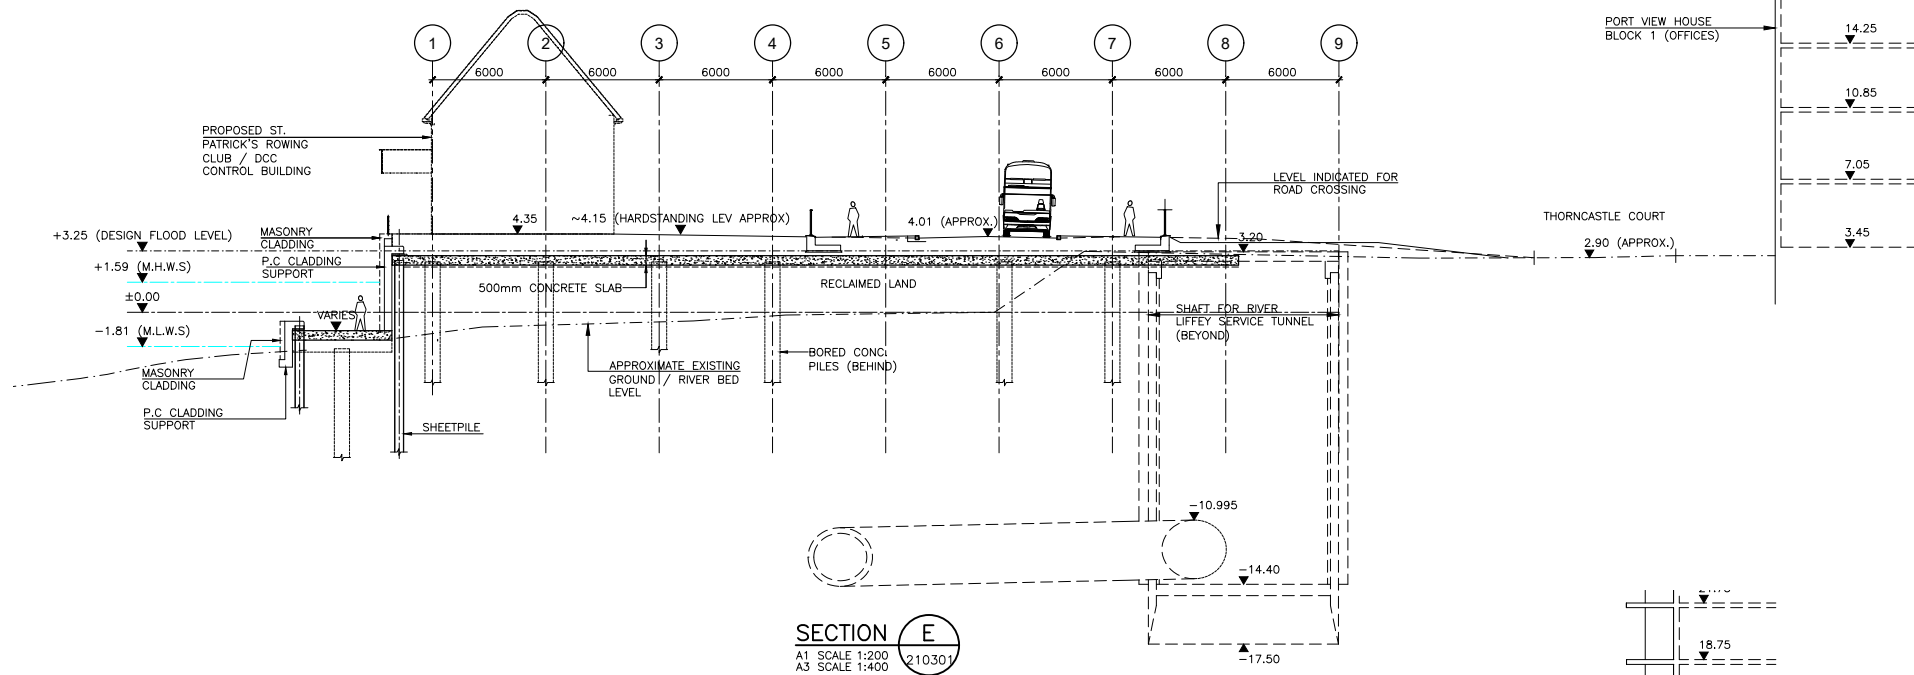 PORT VIEW HOUSE
BLOCK 1 (OFFICES)
14.25
10.85
7.05
3.45
1
2
3
4
5
6
7
8
9
6000
6000
6000
6000
6000
6000
6000
6000
PROPOSED ST.
PATRICK'S ROWING
CLUB / DCC
CONTROL BUILDING
LEVEL INDICATED FOR
ROAD CROSSING
4.35
~4.15 (HARDSTANDING LEV APPROX)
4.01 (APPROX.)
3.20
THORNCASTLE COURT
2.90 (APPROX.)
+3.25 (DESIGN FLOOD LEVEL)
MASONRY
CLADDING
+1.59 (M.H.W.S)
P.C CLADDING
SUPPORT
±0.00
500mm CONCRETE SLAB
RECLAIMED LAND
VARIES
−1.81 (M.L.W.S)
SHAFT FOR RIVER
LIFFEY SERVICE TUNNEL
(BEYOND)
MASONRY
CLADDING
APPROXIMATE EXISTING
GROUND / RIVER BED
LEVEL
BORED CONC.
PILES (BEHIND)
P.C CLADDING
SUPPORT
SHEETPILE
−10.995
−14.40
−17.50
SECTION
E
210301
A1 SCALE 1:200
A3 SCALE 1:400
18.75